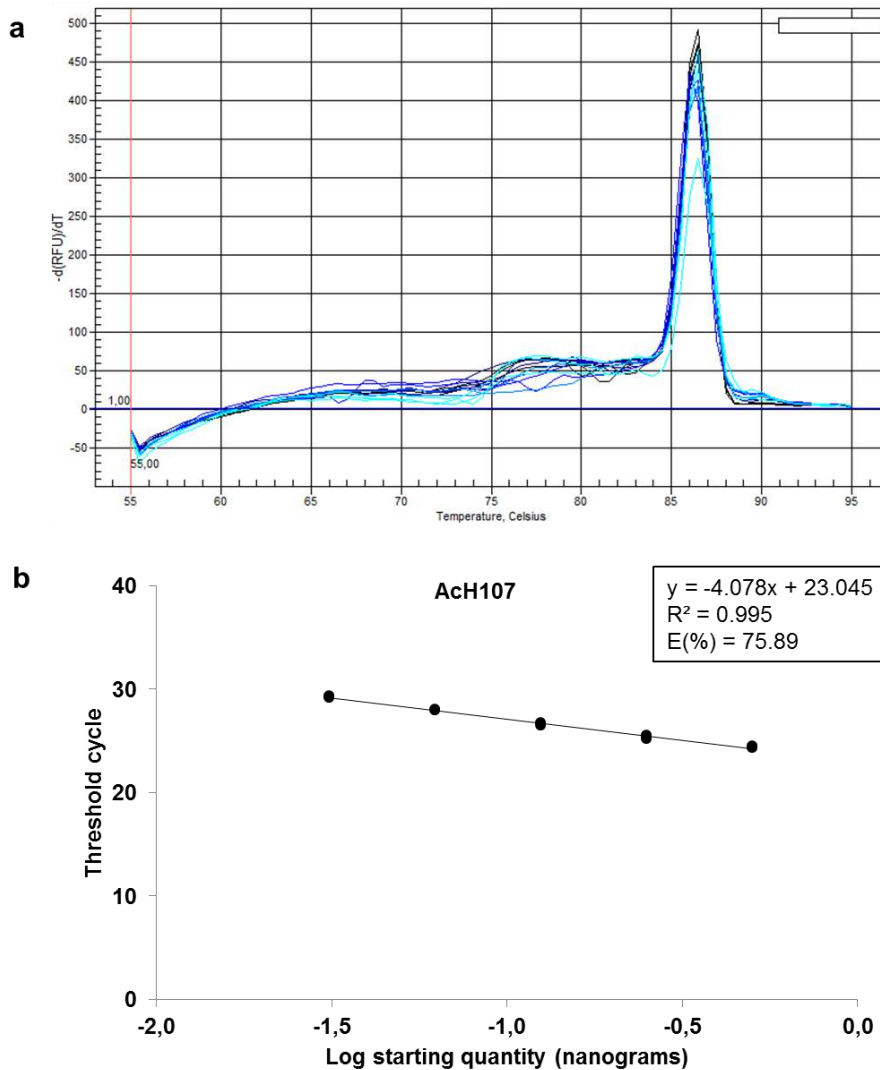 a
500
450
400
350
300
250
200
150
100
50
0
-50
-d(RFU)/dT
1,00
55,00
55 60 65 70 75 80 85 90 95
Temperature, Celsius
b
AcH107
y = -4.078x + 23.045
R² = 0.995
E(%) = 75.89
40
30
20
10
0
Threshold cycle
-2,0 -1,5 -1,0 -0,5 0,0
Log starting quantity (nanograms)